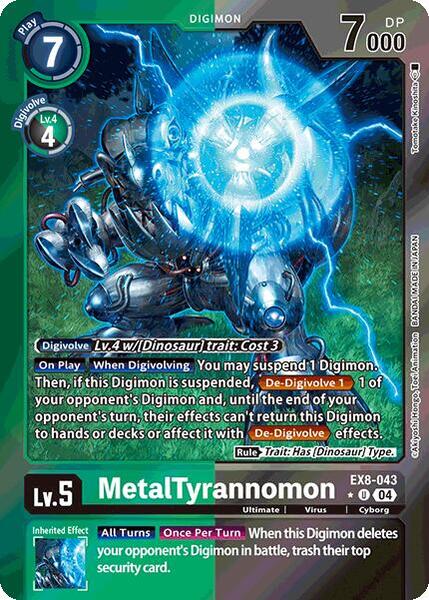 DIGIMON
Play
7
7000 DP
Digivolve
Lv.4
4
Tomotake Kinoshita
©Akiyoshi Hongo, Toei Animation BANDAI MADE IN JAPAN
Digivolve Lv.4 w/[Dinosaur] trait: Cost 3
On Play When Digivolving You may suspend 1 Digimon.
Then, if this Digimon is suspended, De-Digivolve 1 1 of
your opponent's Digimon and, until the end of your
opponent's turn, their effects can't return this Digimon
to hands or decks or affect it with De-Digivolve effects.
Rule Trait: Has [Dinosaur] Type.
Lv.5
MetalTyrannomon
EX8-043
U 04
Ultimate Virus Cyborg
Inherited Effect
All Turns Once Per Turn When this Digimon deletes
your opponent's Digimon in battle, trash their top
security card.